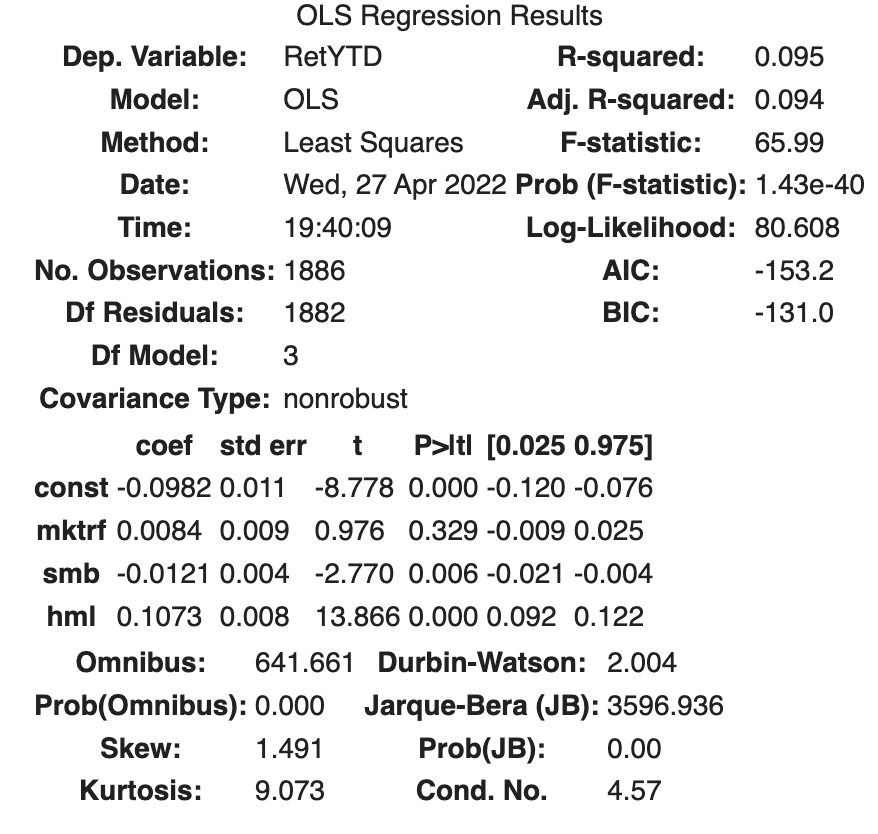 OLS Regression Results
Dep. Variable: RetYTD R-squared: 0.095
Model: OLS Adj. R-squared: 0.094
Method: Least Squares F-statistic: 65.99
Date: Wed, 27 Apr 2022 Prob (F-statistic): 1.43e-40
Time: 19:40:09 Log-Likelihood: 80.608
No. Observations: 1886 AIC: -153.2
Df Residuals: 1882 BIC: -131.0
Df Model: 3
Covariance Type: nonrobust
coef std err t P>|t| [0.025 0.975]
const -0.0982 0.011 -8.778 0.000 -0.120 -0.076
mktrf 0.0084 0.009 0.976 0.329 -0.009 0.025
smb -0.0121 0.004 -2.770 0.006 -0.021 -0.004
hml 0.1073 0.008 13.866 0.000 0.092 0.122
Omnibus: 641.661 Durbin-Watson: 2.004
Prob(Omnibus): 0.000 Jarque-Bera (JB): 3596.936
Skew: 1.491 Prob(JB): 0.00
Kurtosis: 9.073 Cond. No. 4.57